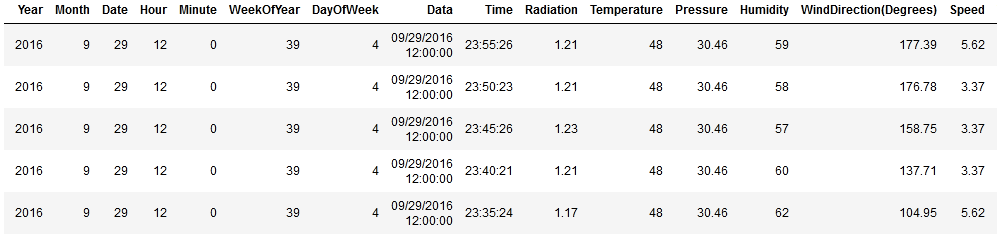 Year Month Date Hour Minute WeekOfYear DayOfWeek Data Time Radiation Temperature Pressure Humidity WindDirection(Degrees) Speed
2016 9 29 12 0 39 4 09/29/2016 12:00:00 23:55:26 1.21 48 30.46 59 177.39 5.62
2016 9 29 12 0 39 4 09/29/2016 12:00:00 23:50:23 1.21 48 30.46 58 176.78 3.37
2016 9 29 12 0 39 4 09/29/2016 12:00:00 23:45:26 1.23 48 30.46 57 158.75 3.37
2016 9 29 12 0 39 4 09/29/2016 12:00:00 23:40:21 1.21 48 30.46 60 137.71 3.37
2016 9 29 12 0 39 4 09/29/2016 12:00:00 23:35:24 1.17 48 30.46 62 104.95 5.62